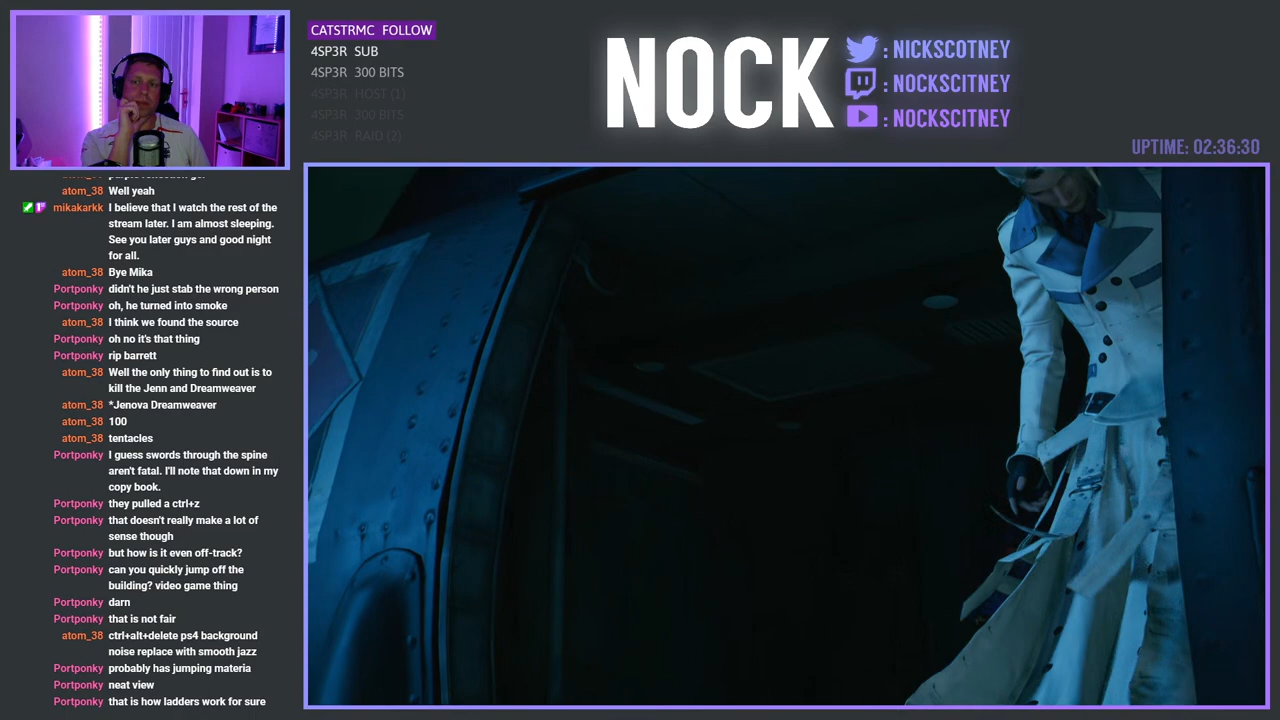 CATSTRMC FOLLOW
4SP3R SUB
4SP3R 300 BITS
4SP3R HOST (1)
4SP3R 300 BITS
4SP3R RAID (2)
NOCK
: NICKSCOTNEY
: NOCKSCITNEY
: NOCKSCITNEY
UPTIME: 02:36:30
atom_38 Well yeah
mikakarkk I believe that I watch the rest of the
stream later. I am almost sleeping.
See you later guys and good night
for all.
atom_38 Bye Mika
Portponky didn't he just stab the wrong person
Portponky oh, he turned into smoke
atom_38 I think we found the source
Portponky oh no it's that thing
Portponky rip barrett
atom_38 Well the only thing to find out is to
kill the Jenn and Dreamweaver
atom_38 *Jenova Dreamweaver
atom_38 100
atom_38 tentacles
Portponky I guess swords through the spine
aren't fatal. I'll note that down in my
copy book.
Portponky they pulled a ctrl+z
Portponky that doesn't really make a lot of
sense though
Portponky but how is it even off-track?
Portponky can you quickly jump off the
building? video game thing
Portponky darn
Portponky that is not fair
atom_38 ctrl+alt+delete ps4 background
noise replace with smooth jazz
Portponky probably has jumping materia
Portponky neat view
Portponky that is how ladders work for sure